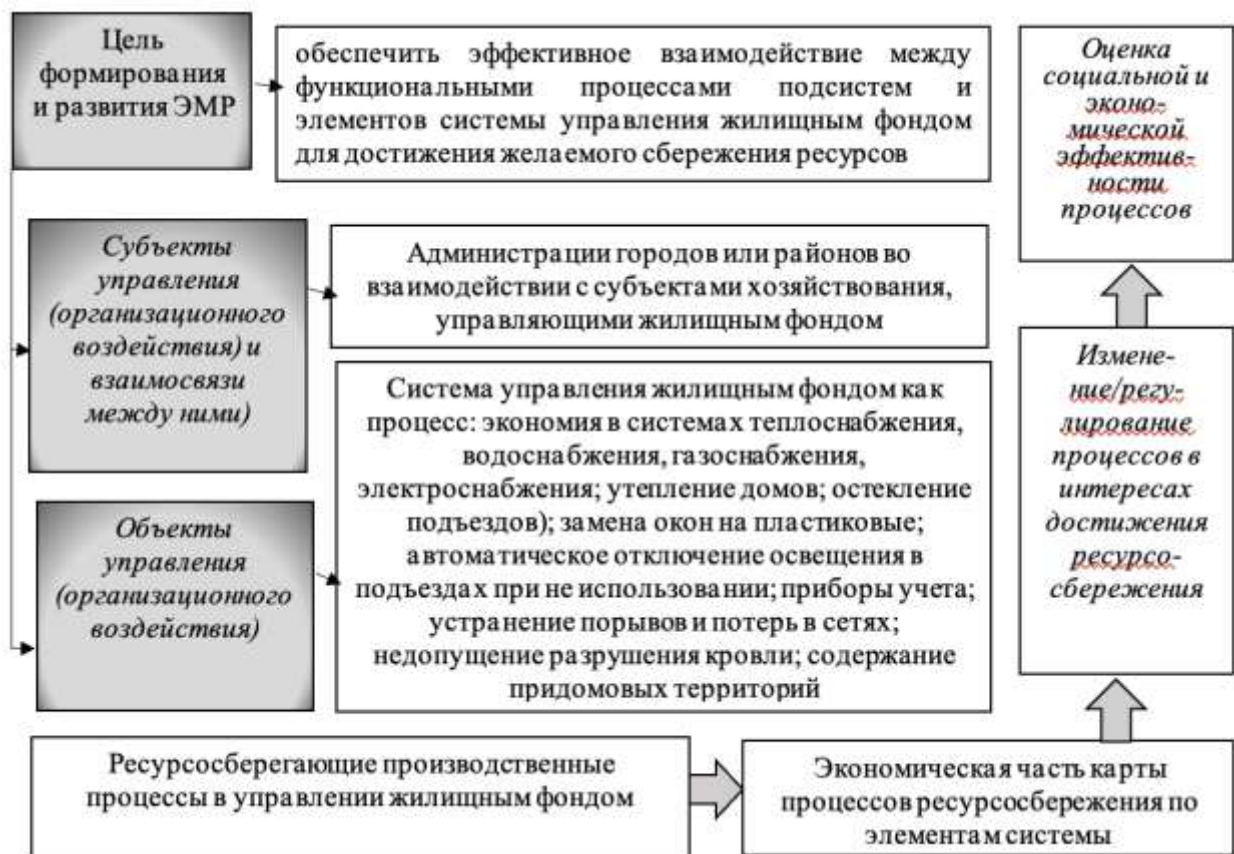 Цель
формирования
и развития ЭМР
обеспечить эффективное взаимодействие между
функциональными процессами подсистем и
элементов системы управления жилищным фондом
для достижения желаемого сбережения ресурсов
Субъекты
управления
(организационного
воздействия) и
взаимосвязи
между ними)
Администрации городов или районов во
взаимодействии с субъектами хозяйствования,
управляющими жилищным фондом
Объекты
управления
(организационного
воздействия)
Система управления жилищным фондом как
процесс: экономия в системах теплоснабжения,
водоснабжения, газоснабжения,
электроснабжения; утепление домов; остекление
подъездов); замена окон на пластиковые;
автоматическое отключение освещения в
подъездах при не использовании; приборы учета;
устранение порывов и потерь в сетях;
недопущение разрушения кровли; содержание
придомовых территорий
Ресурсосберегающие производственные
процессы в управлении жилищным фондом
Экономическая часть карты
процессов ресурсосбережения по
элементам системы
Измене-
ние/регу-
лирование
процессов в
интересах
достижения
ресурсо-
сбережения
Оценка
социальной и
эконо-
мической
эффектив-
ности
процессов